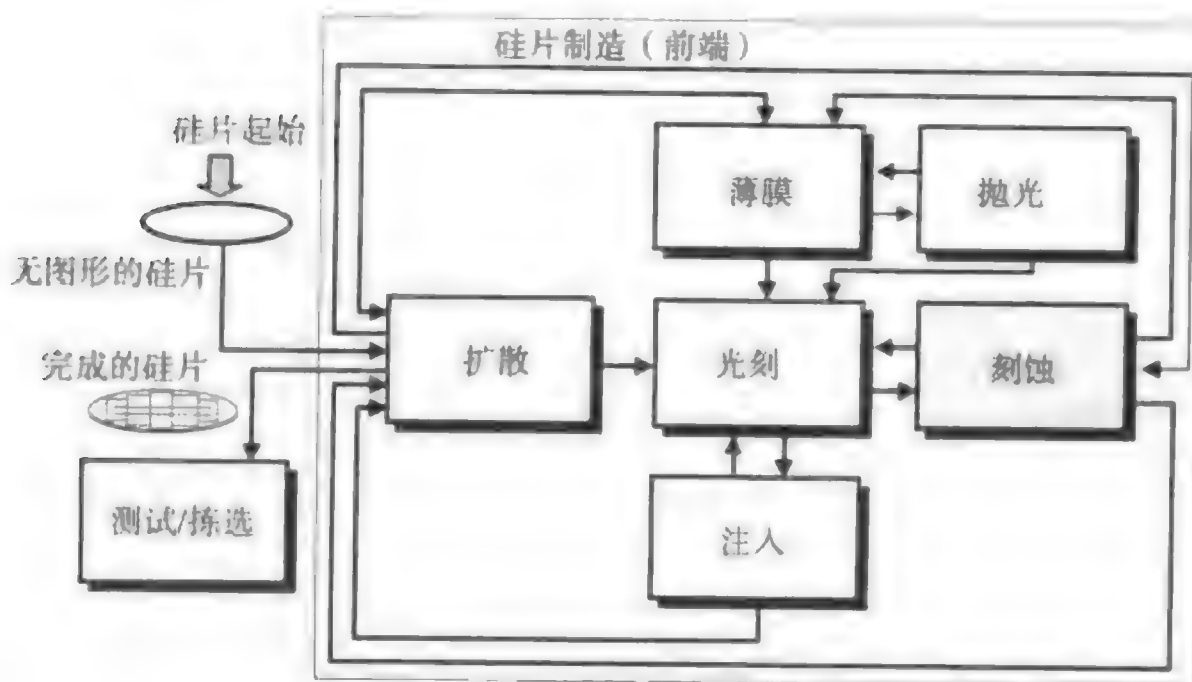 硅片制造（前端）
硅片起始
薄膜
抛光
无图形的硅片
扩散
光刻
刻蚀
完成的硅片
测试/拣选
注入